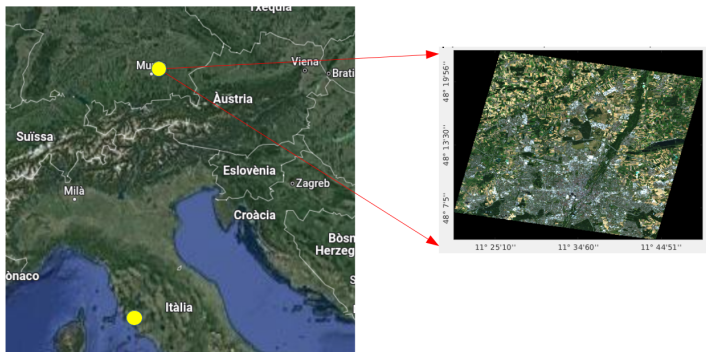 Txèquia
Mu
Viena
Brati
Àustria
Suïssa
Eslovènia
Zagreb
Milà
Croàcia
Bòsn
Herzeg
ònaco
Itàlia
48° 19'56''
48° 13'30''
48° 7'5''
11° 25'10''
11° 34'60''
11° 44'51''